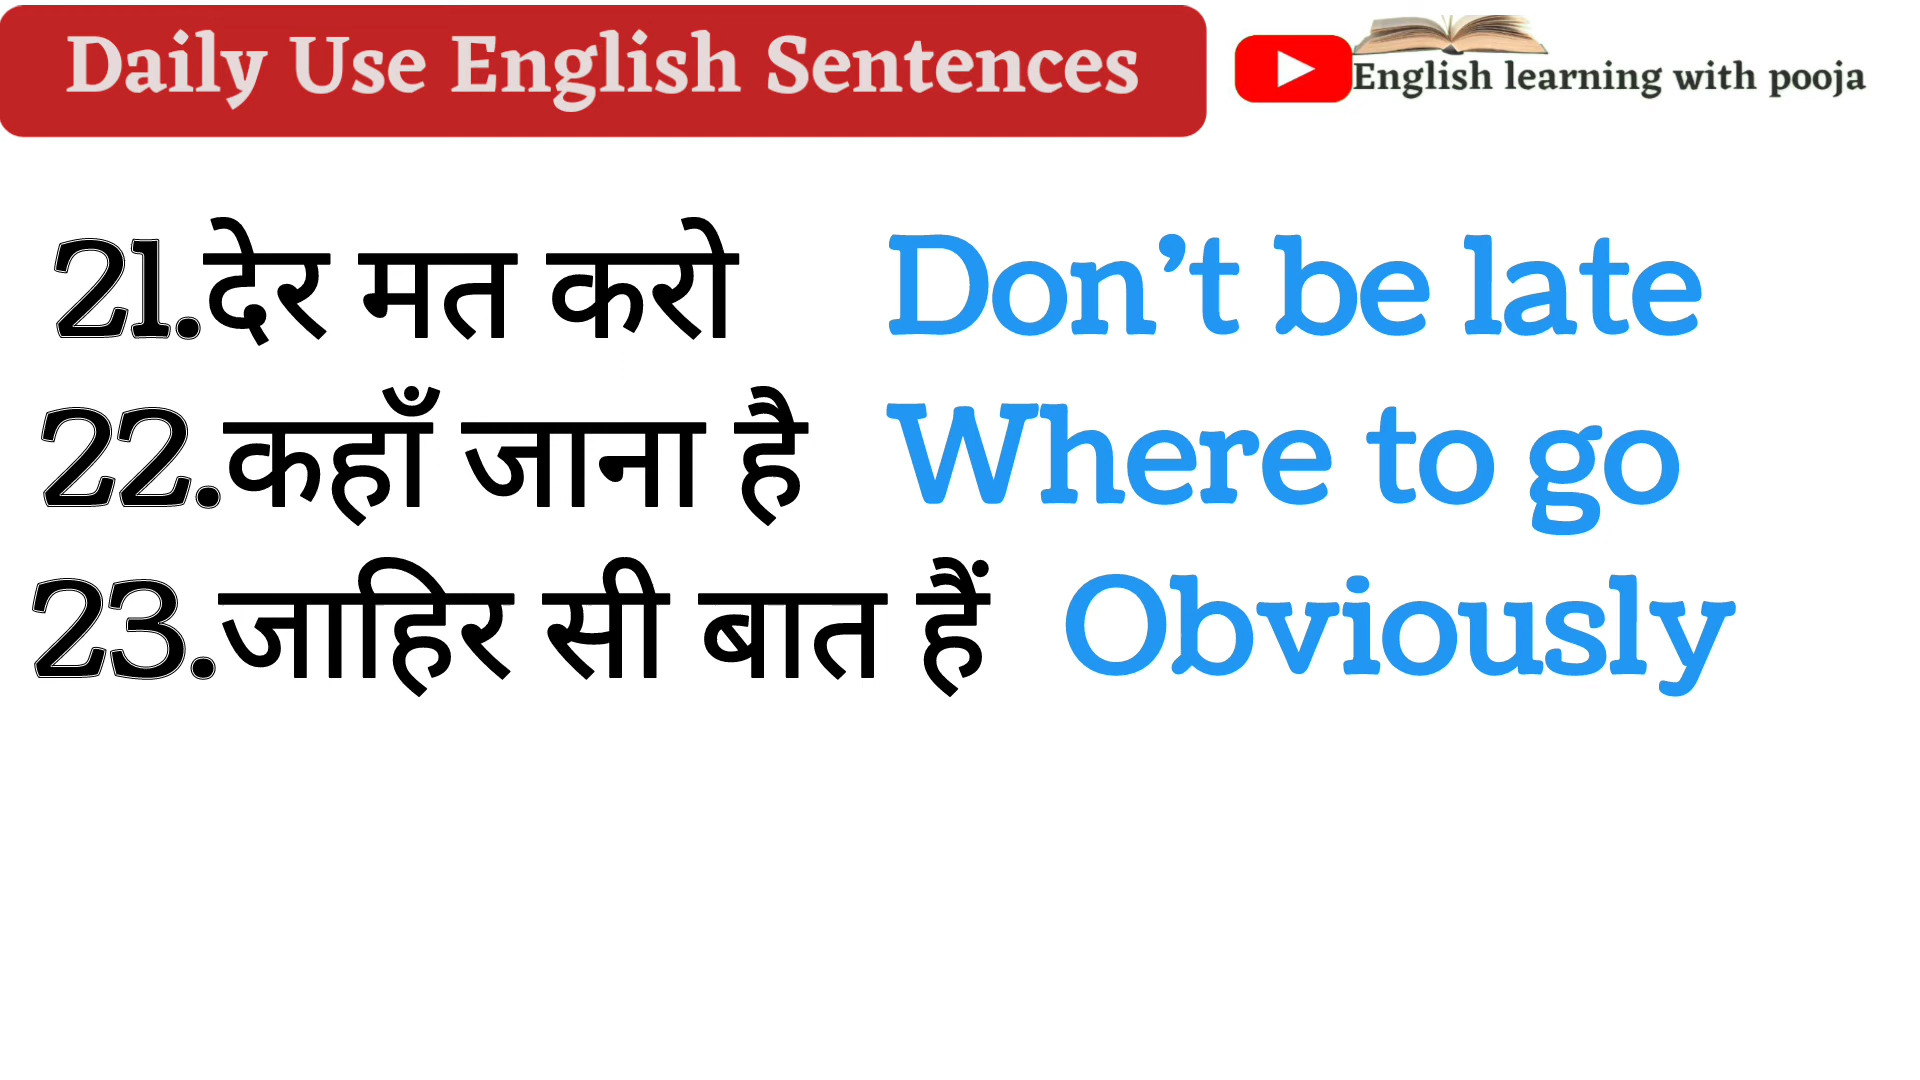 Daily Use English Sentences
English learning with pooja
21.देर मत करो Don’t be late
22.कहाँ जाना है Where to go
23.जाहिर सी बात हैं Obviously